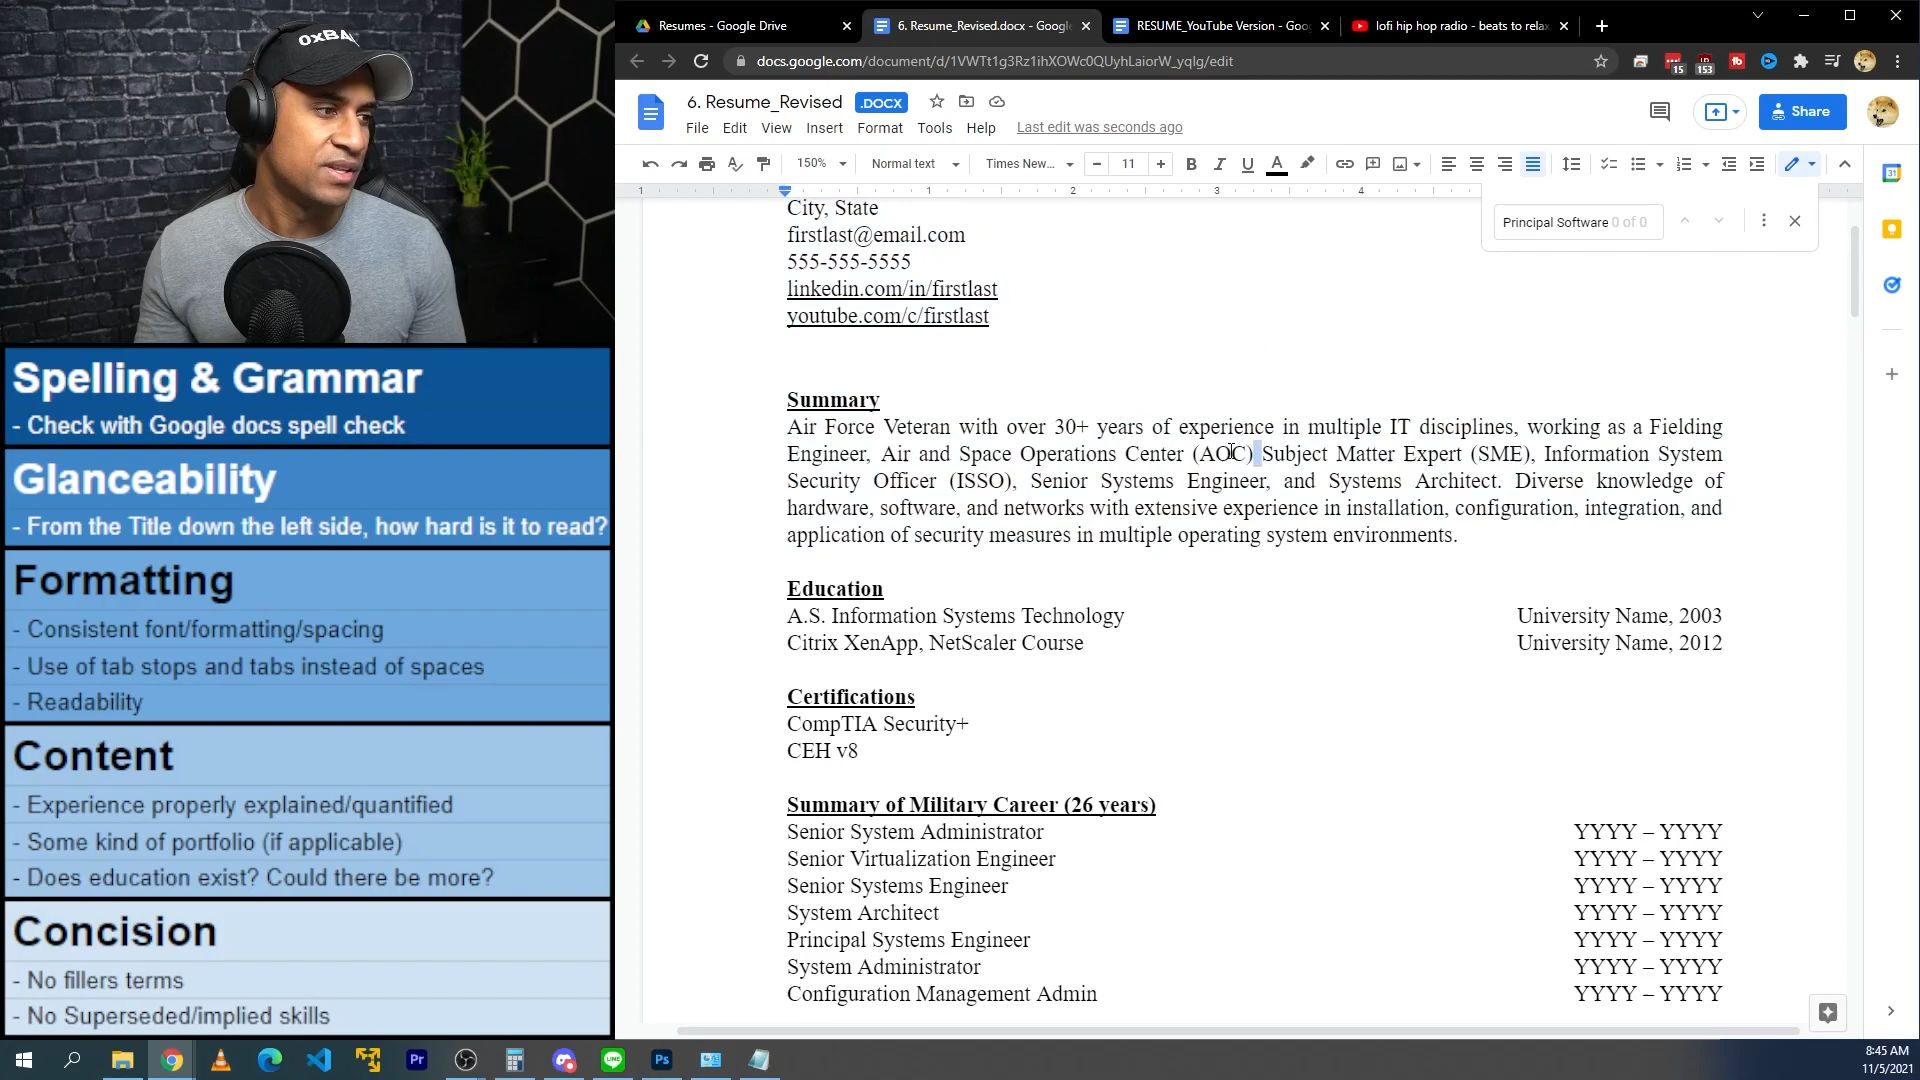 0xBA
Spelling & Grammar
- Check with Google docs spell check
Glanceability
- From the Title down the left side, how hard is it to read?
Formatting
- Consistent font/formatting/spacing
- Use of tab stops and tabs instead of spaces
- Readability
Content
- Experience properly explained/quantified
- Some kind of portfolio (if applicable)
- Does education exist? Could there be more?
Concision
- No fillers terms
- No Superseded/implied skills
Resumes - Google Drive
6. Resume_Revised.docx - Google
RESUME_YouTube Version - Goo
lofi hip hop radio - beats to relax
docs.google.com/document/d/1VWTt1g3Rz1ihXOWc0QUyhLaiorW_yqlg/edit
15
153
6. Resume_Revised
.DOCX
File Edit View Insert Format Tools Help Last edit was seconds ago
Share
150% Normal text Times New... 11 B I U A
31
1 1 2 3 4
Principal Software 0 of 0
City, State
firstlast@email.com
555-555-5555
linkedin.com/in/firstlast
youtube.com/c/firstlast
Summary
Air Force Veteran with over 30+ years of experience in multiple IT disciplines, working as a Fielding
Engineer, Air and Space Operations Center (AOC) Subject Matter Expert (SME), Information System
Security Officer (ISSO), Senior Systems Engineer, and Systems Architect. Diverse knowledge of
hardware, software, and networks with extensive experience in installation, configuration, integration, and
application of security measures in multiple operating system environments.
Education
A.S. Information Systems Technology University Name, 2003
Citrix XenApp, NetScaler Course University Name, 2012
Certifications
CompTIA Security+
CEH v8
Summary of Military Career (26 years)
Senior System Administrator YYYY – YYYY
Senior Virtualization Engineer YYYY – YYYY
Senior Systems Engineer YYYY – YYYY
System Architect YYYY – YYYY
Principal Systems Engineer YYYY – YYYY
System Administrator YYYY – YYYY
Configuration Management Admin YYYY – YYYY
Pr
LINE
Ps
8:45 AM
11/5/2021